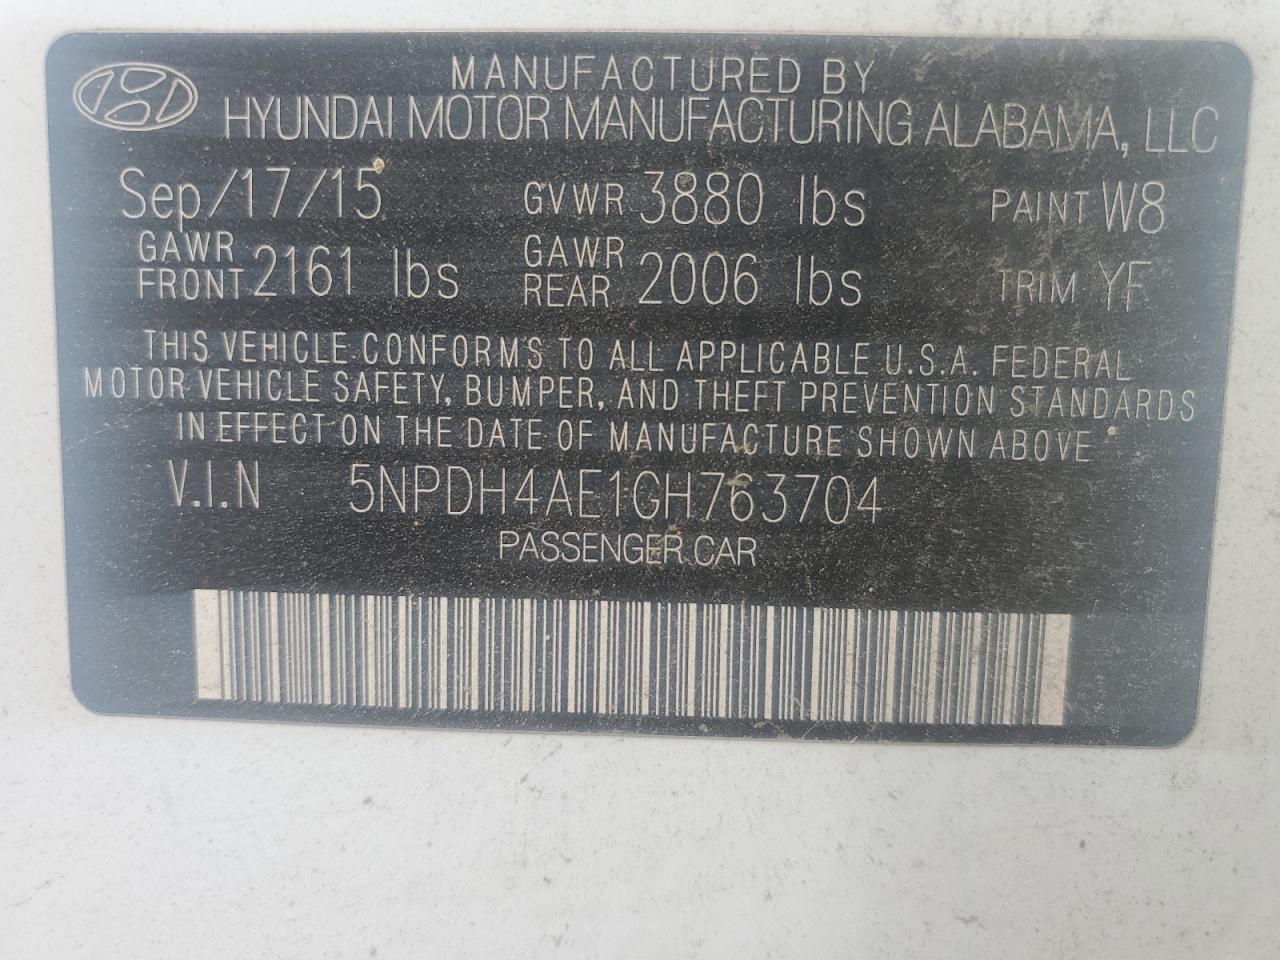 MANUFACTURED BY
HYUNDAI MOTOR MANUFACTURING ALABAMA, LLC
Sep/17/15 GVWR 3880 lbs PAINT W8
GAWR FRONT 2161 lbs GAWR REAR 2006 lbs TRIM YF
THIS VEHICLE CONFORMS TO ALL APPLICABLE U.S.A. FEDERAL
MOTOR VEHICLE SAFETY, BUMPER, AND THEFT PREVENTION STANDARDS
IN EFFECT ON THE DATE OF MANUFACTURE SHOWN ABOVE
V.I.N 5NPDH4AE1GH763704
PASSENGER CAR